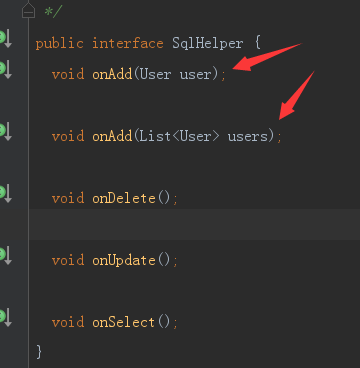 */
public interface SqlHelper {
void onAdd(User user);
void onAdd(List<User> users);
void onDelete();
void onUpdate();
void onSelect();
}